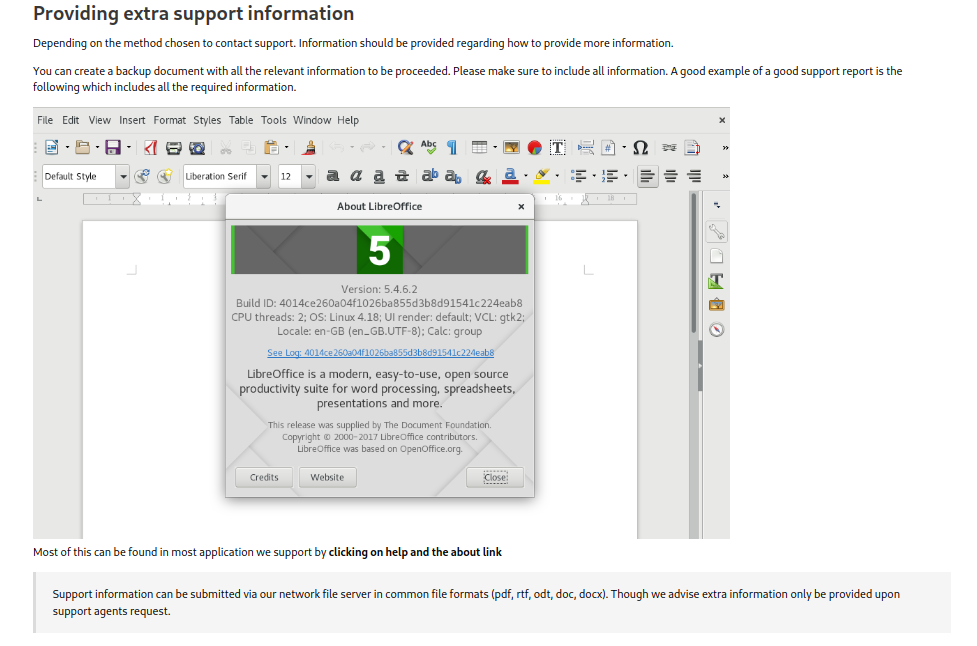 Providing extra support information
Depending on the method chosen to contact support. Information should be provided regarding how to provide more information.
You can create a backup document with all the relevant information to be proceeded. Please make sure to include all information. A good example of a good support report is the
following which includes all the required information.
File Edit View Insert Format Styles Table Tools Window Help
Default Style Liberation Serif 12
About LibreOffice
5
Version: 5.4.6.2
Build ID: 4014ce260a04f1026ba855d3b8d91541c224eab8
CPU threads: 2; OS: Linux 4.18; UI render: default; VCL: gtk2;
Locale: en-GB (en_GB.UTF-8); Calc: group
See Log: 4014ce260a04f1026ba855d3b8d91541c224eab8
LibreOffice is a modern, easy-to-use, open source
productivity suite for word processing, spreadsheets,
presentations and more.
This release was supplied by The Document Foundation.
Copyright © 2000-2017 LibreOffice contributors.
LibreOffice was based on OpenOffice.org.
Credits Website Close
Most of this can be found in most application we support by clicking on help and the about link
Support information can be submitted via our network file server in common file formats (pdf, rtf, odt, doc, docx). Though we advise extra information only be provided upon
support agents request.